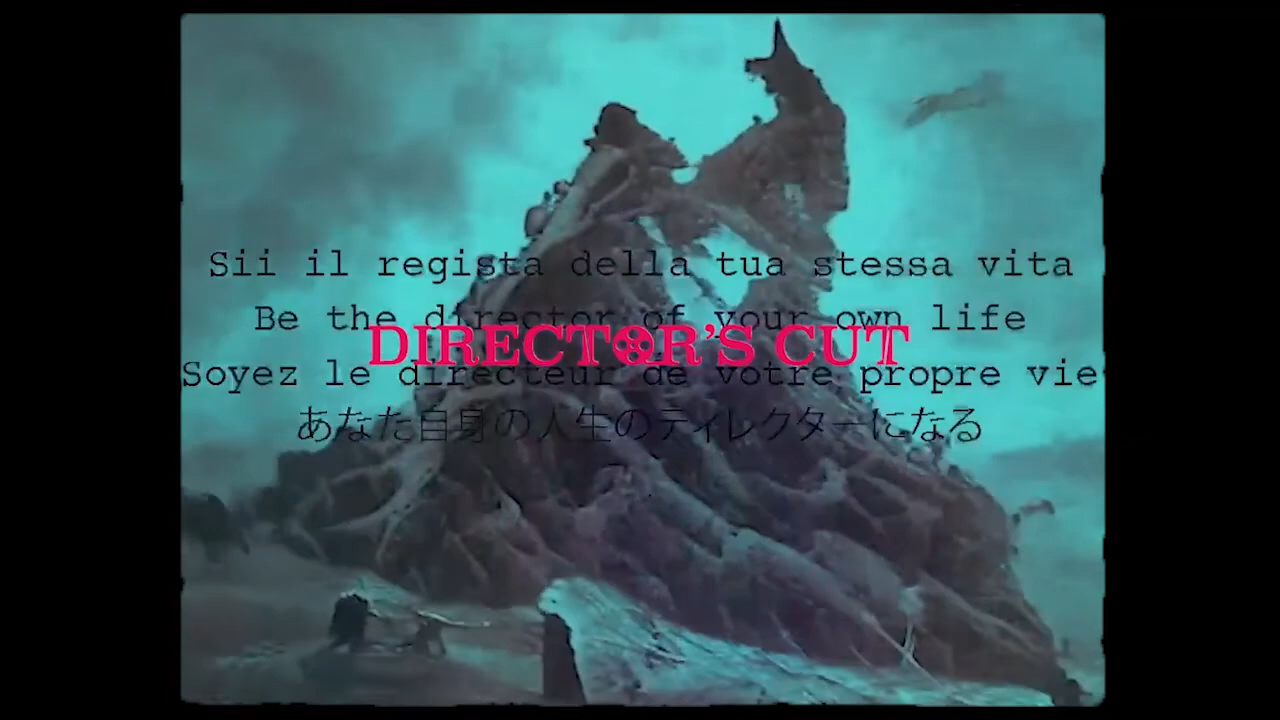 Sii il regista della tua stessa vita
Be the director of your own life
DIRECTOR'S CUT
Soyez le directeur de votre propre vie
あなた自身の人生のディレクターになる